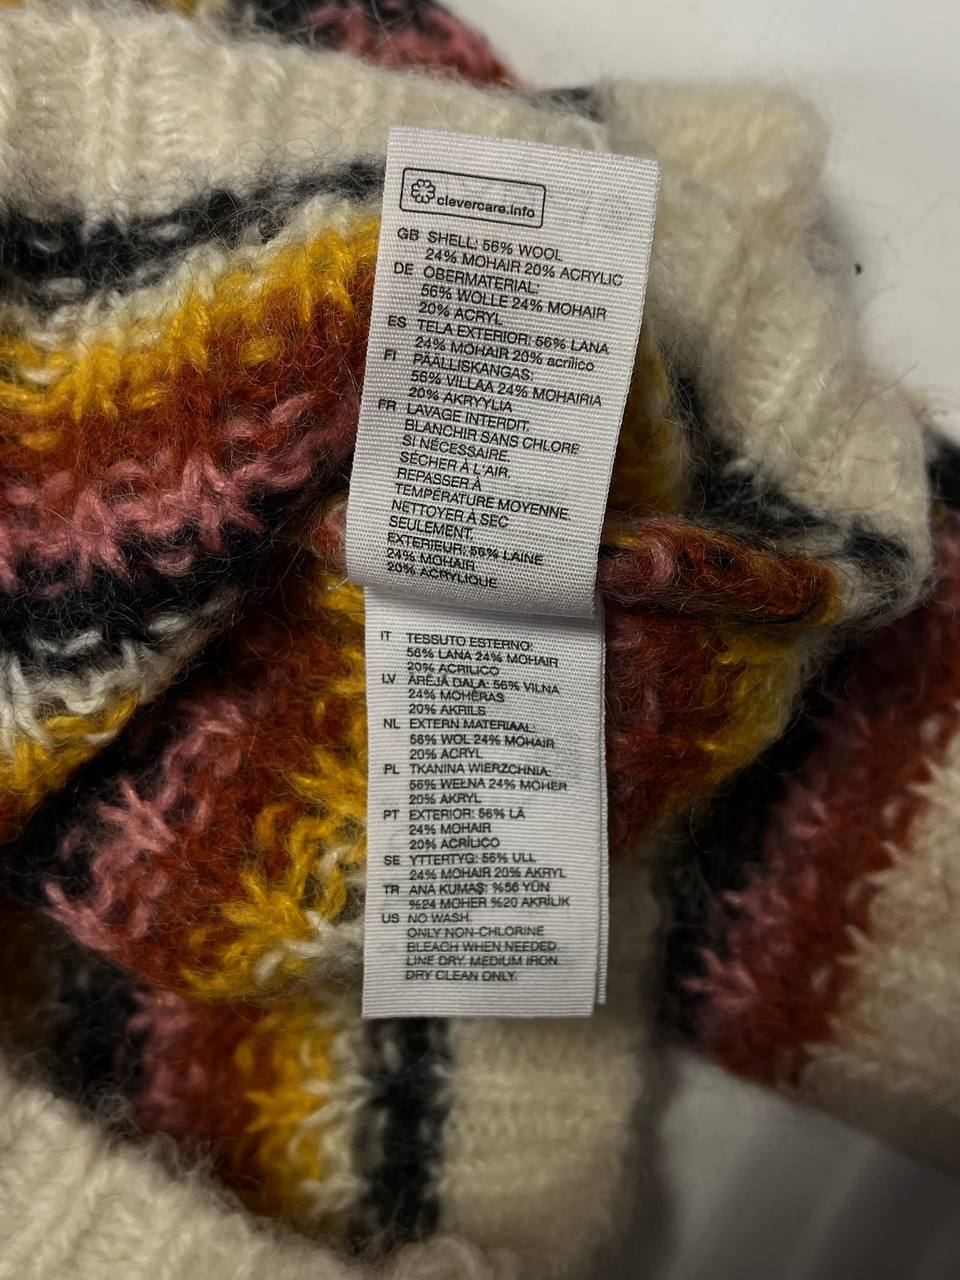 clevercare.info
GB SHELL: 56% WOOL
24% MOHAIR 20% ACRYLIC
DE OBERMATERIAL:
56% WOLLE 24% MOHAIR
20% ACRYL
ES TELA EXTERIOR: 56% LANA
24% MOHAIR 20% acrílico
FI PÄÄLLISKANGAS:
56% VILLAA 24% MOHAIRIA
20% AKRYYLIA
FR LAVAGE INTERDIT.
BLANCHIR SANS CHLORE
SI NÉCESSAIRE.
SÉCHER À L'AIR.
REPASSER À
TEMPÉRATURE MOYENNE.
NETTOYER À SEC
SEULEMENT.
EXTÉRIEUR: 56% LAINE
24% MOHAIR
20% ACRYLIQUE
IT TESSUTO ESTERNO:
56% LANA 24% MOHAIR
20% ACRILICO
LV ĀRĒJĀ DAĻA: 56% VILNA
24% MOHĒRAS
20% AKRILS
NL EXTERN MATERIAAL:
56% WOL 24% MOHAIR
20% ACRYL
PL TKANINA WIERZCHNIA:
56% WEŁNA 24% MOHER
20% AKRYL
PT EXTERIOR: 56% LÃ
24% MOHAIR
20% ACRÍLICO
SE YTTERTYG: 56% ULL
24% MOHAIR 20% AKRYL
TR ANA KUMAŞ: %56 YÜN
%24 MOHER %20 AKRİLİK
US NO WASH.
ONLY NON-CHLORINE
BLEACH WHEN NEEDED.
LINE DRY. MEDIUM IRON.
DRY CLEAN ONLY.